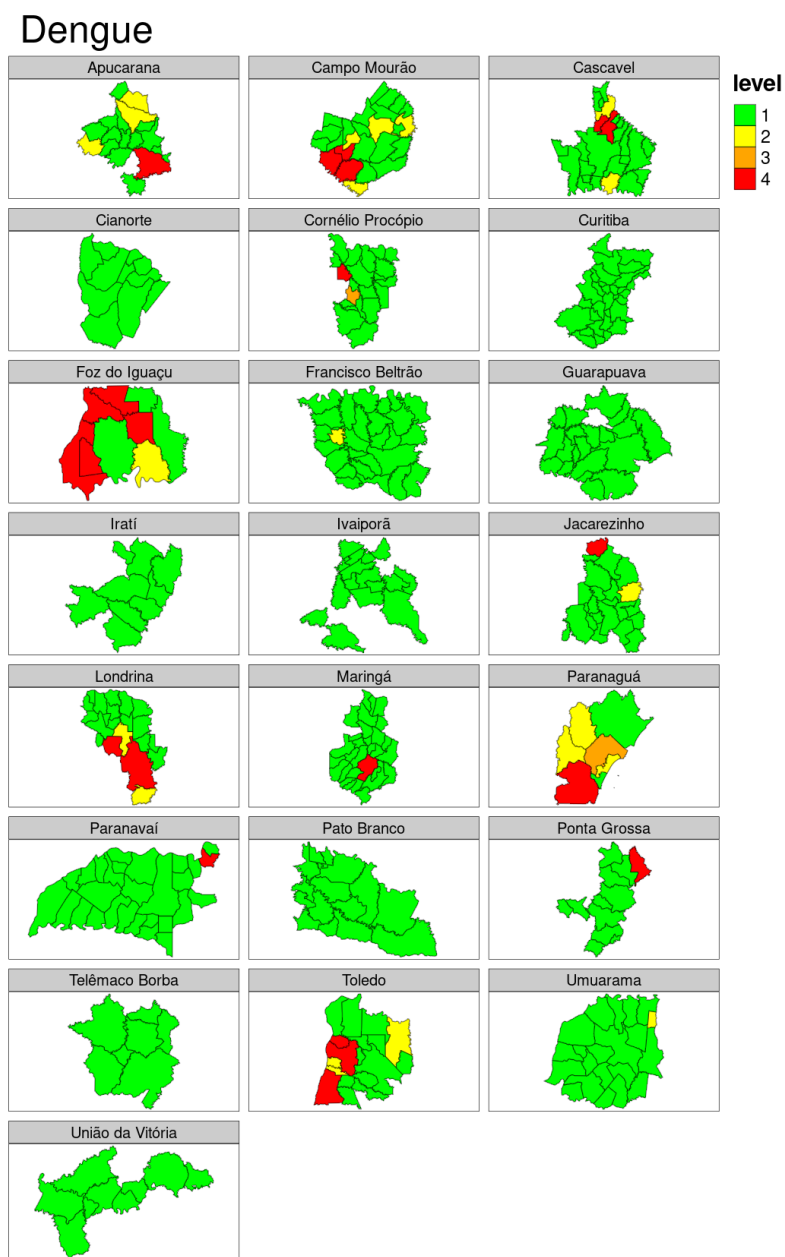 Dengue
Apucarana
Campo Mourão
Cascavel
level
1
2
3
4
Cianorte
Cornélio Procópio
Curitiba
Foz do Iguaçu
Francisco Beltrão
Guarapuava
Iratí
Ivaiporã
Jacarezinho
Londrina
Maringá
Paranaguá
Paranavaí
Pato Branco
Ponta Grossa
Telêmaco Borba
Toledo
Umuarama
União da Vitória